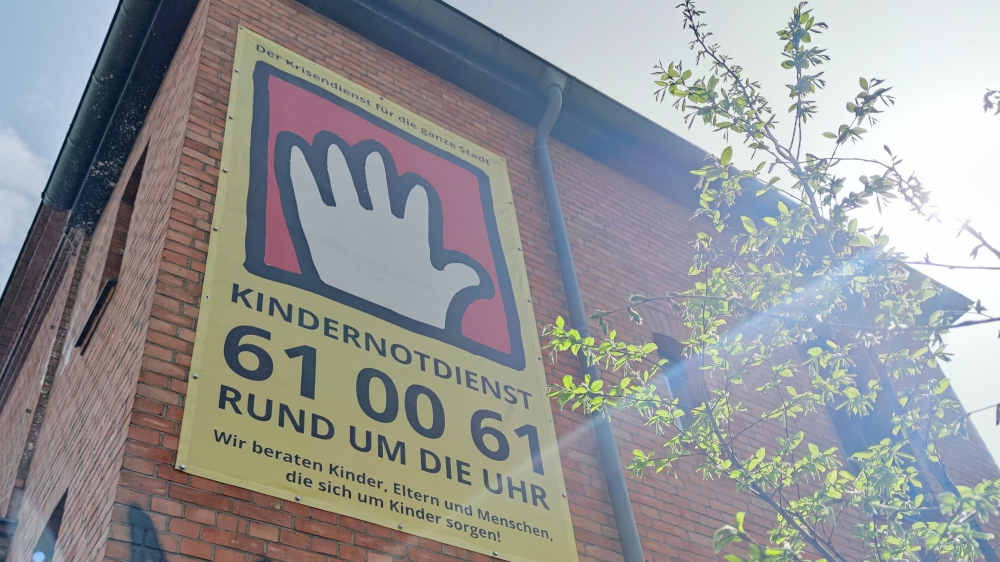 Der Krisendienst für die ganze Stadt
KINDERNOTDIENST
61 00 61
RUND UM DIE UHR
Wir beraten Kinder, Eltern und Menschen,
die sich um Kinder sorgen!